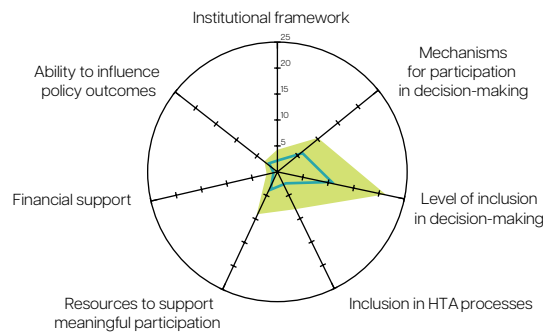 Institutional framework
25
20
15
10
5
Mechanisms
for participation
in decision-making
Level of inclusion
in decision-making
Inclusion in HTA processes
Resources to support
meaningful participation
Financial support
Ability to influence
policy outcomes